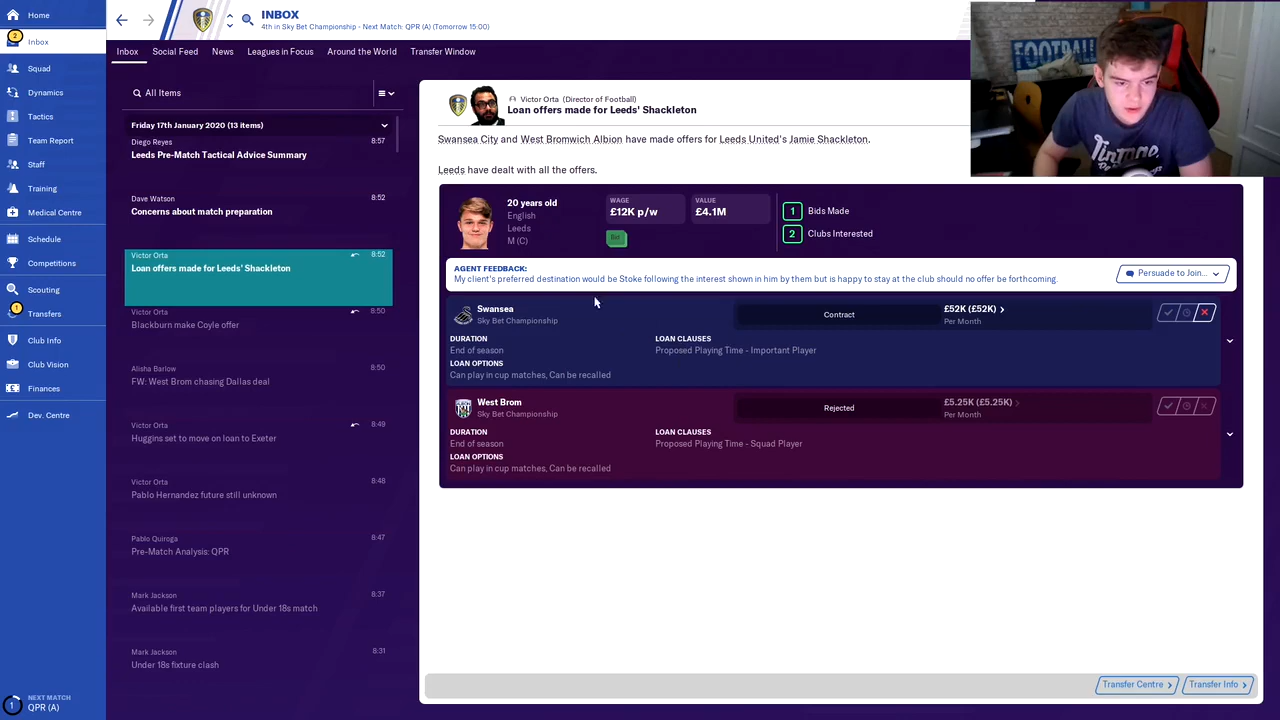 Home
INBOX
4th in Sky Bet Championship - Next Match: QPR (A) (Tomorrow 15:00)
2
Inbox
Squad
Dynamics
Tactics
Team Report
Staff
Training
Medical Centre
Schedule
Competitions
Scouting
1
Transfers
Club Info
Club Vision
Finances
Dev. Centre
1
NEXT MATCH
QPR (A)
Inbox
Social Feed
News
Leagues in Focus
Around the World
Transfer Window
All Items
Friday 17th January 2020 (13 items)
Diego Reyes
8:57
Leeds Pre-Match Tactical Advice Summary
Dave Watson
8:52
Concerns about match preparation
Victor Orta
8:52
Loan offers made for Leeds' Shackleton
Victor Orta
8:50
Blackburn make Coyle offer
Alisha Barlow
8:50
FW: West Brom chasing Dallas deal
Victor Orta
8:49
Huggins set to move on loan to Exeter
Victor Orta
8:48
Pablo Hernandez future still unknown
Pablo Quiroga
8:47
Pre-Match Analysis: QPR
Mark Jackson
8:37
Available first team players for Under 18s match
Mark Jackson
8:31
Under 18s fixture clash
Victor Orta (Director of Football)
Loan offers made for Leeds' Shackleton
Swansea City and West Bromwich Albion have made offers for Leeds United's Jamie Shackleton.
Leeds have dealt with all the offers.
20 years old
English
Leeds
M (C)
WAGE
£12K p/w
VALUE
£4.1M
Bid
1 Bids Made
2 Clubs Interested
AGENT FEEDBACK:
My client's preferred destination would be Stoke following the interest shown in him by them but is happy to stay at the club should no offer be forthcoming.
Persuade to Join...
Swansea
Sky Bet Championship
Contract
£52K (£52K)
Per Month
DURATION
End of season
LOAN CLAUSES
Proposed Playing Time - Important Player
LOAN OPTIONS
Can play in cup matches, Can be recalled
West Brom
Sky Bet Championship
Rejected
£5.25K (£5.25K)
Per Month
DURATION
End of season
LOAN CLAUSES
Proposed Playing Time - Squad Player
LOAN OPTIONS
Can play in cup matches, Can be recalled
Transfer Centre
Transfer Info
FOOTBALL